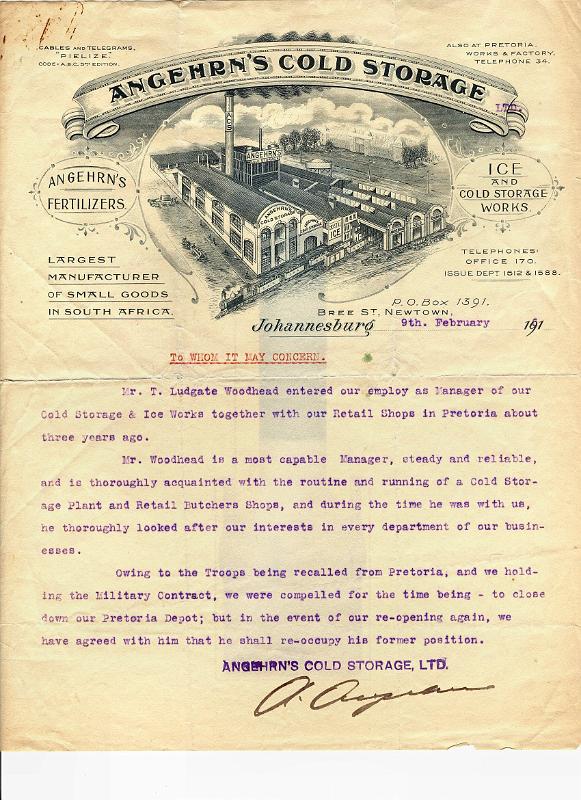 CABLES AND TELEGRAMS,
"PIELIZE".
CODE · A.B.C. 5TH EDITION.
ALSO AT PRETORIA,
WORKS & FACTORY.
TELEPHONE 34.
ANGEHRN'S COLD STORAGE
LTD.
ANGEHRN'S
FERTILIZERS.
ANGEHRN'S
ANGEHRN'S
COLD STORAGE
ICE
ICE
AND
COLD STORAGE
WORKS.
LARGEST
MANUFACTURER
OF SMALL GOODS
IN SOUTH AFRICA.
TELEPHONES:
OFFICE 170.
ISSUE DEPT 1612 & 1588.
P.O. Box 1391.
BREE ST, NEWTOWN,
Johannesburg 9th. February 191
To WHOM IT MAY CONCERN.
Mr. T. Ludgate Woodhead entered our employ as Manager of our
Cold Storage & Ice Works together with our Retail Shops in Pretoria about
three years ago.
Mr. Woodhead is a most capable Manager, steady and reliable,
and is thoroughly acquainted with the routine and running of a Cold Stor-
age Plant and Retail Butchers Shops, and during the time he was with us,
he thoroughly looked after our interests in every department of our busin-
esses.
Owing to the Troops being recalled from Pretoria, and we hold-
ing the Military Contract, we were compelled for the time being - to close
down our Pretoria Depot; but in the event of our re-opening again, we
have agreed with him that he shall re-occupy his former position.
ANGEHRN'S COLD STORAGE, LTD.